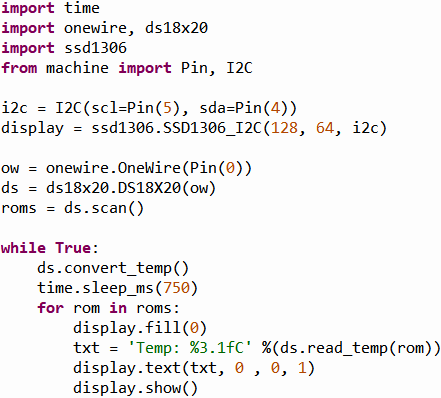 import time
import onewire, ds18x20
import ssd1306
from machine import Pin, I2C

i2c = I2C(scl=Pin(5), sda=Pin(4))
display = ssd1306.SSD1306_I2C(128, 64, i2c)

ow = onewire.OneWire(Pin(0))
ds = ds18x20.DS18X20(ow)
roms = ds.scan()

while True:
    ds.convert_temp()
    time.sleep_ms(750)
    for rom in roms:
        display.fill(0)
        txt = 'Temp: %3.1fC' %(ds.read_temp(rom))
        display.text(txt, 0 , 0, 1)
        display.show()